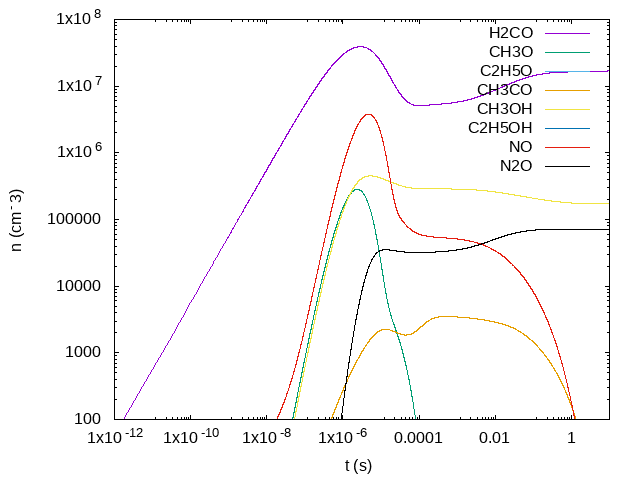 1x10^8
1x10^7
1x10^6
100000
10000
1000
100
1x10^-12
1x10^-10
1x10^-8
1x10^-6
0.0001
0.01
1
n (cm^-3)
t (s)
H2CO
CH3O
C2H5O
CH3CO
CH3OH
C2H5OH
NO
N2O